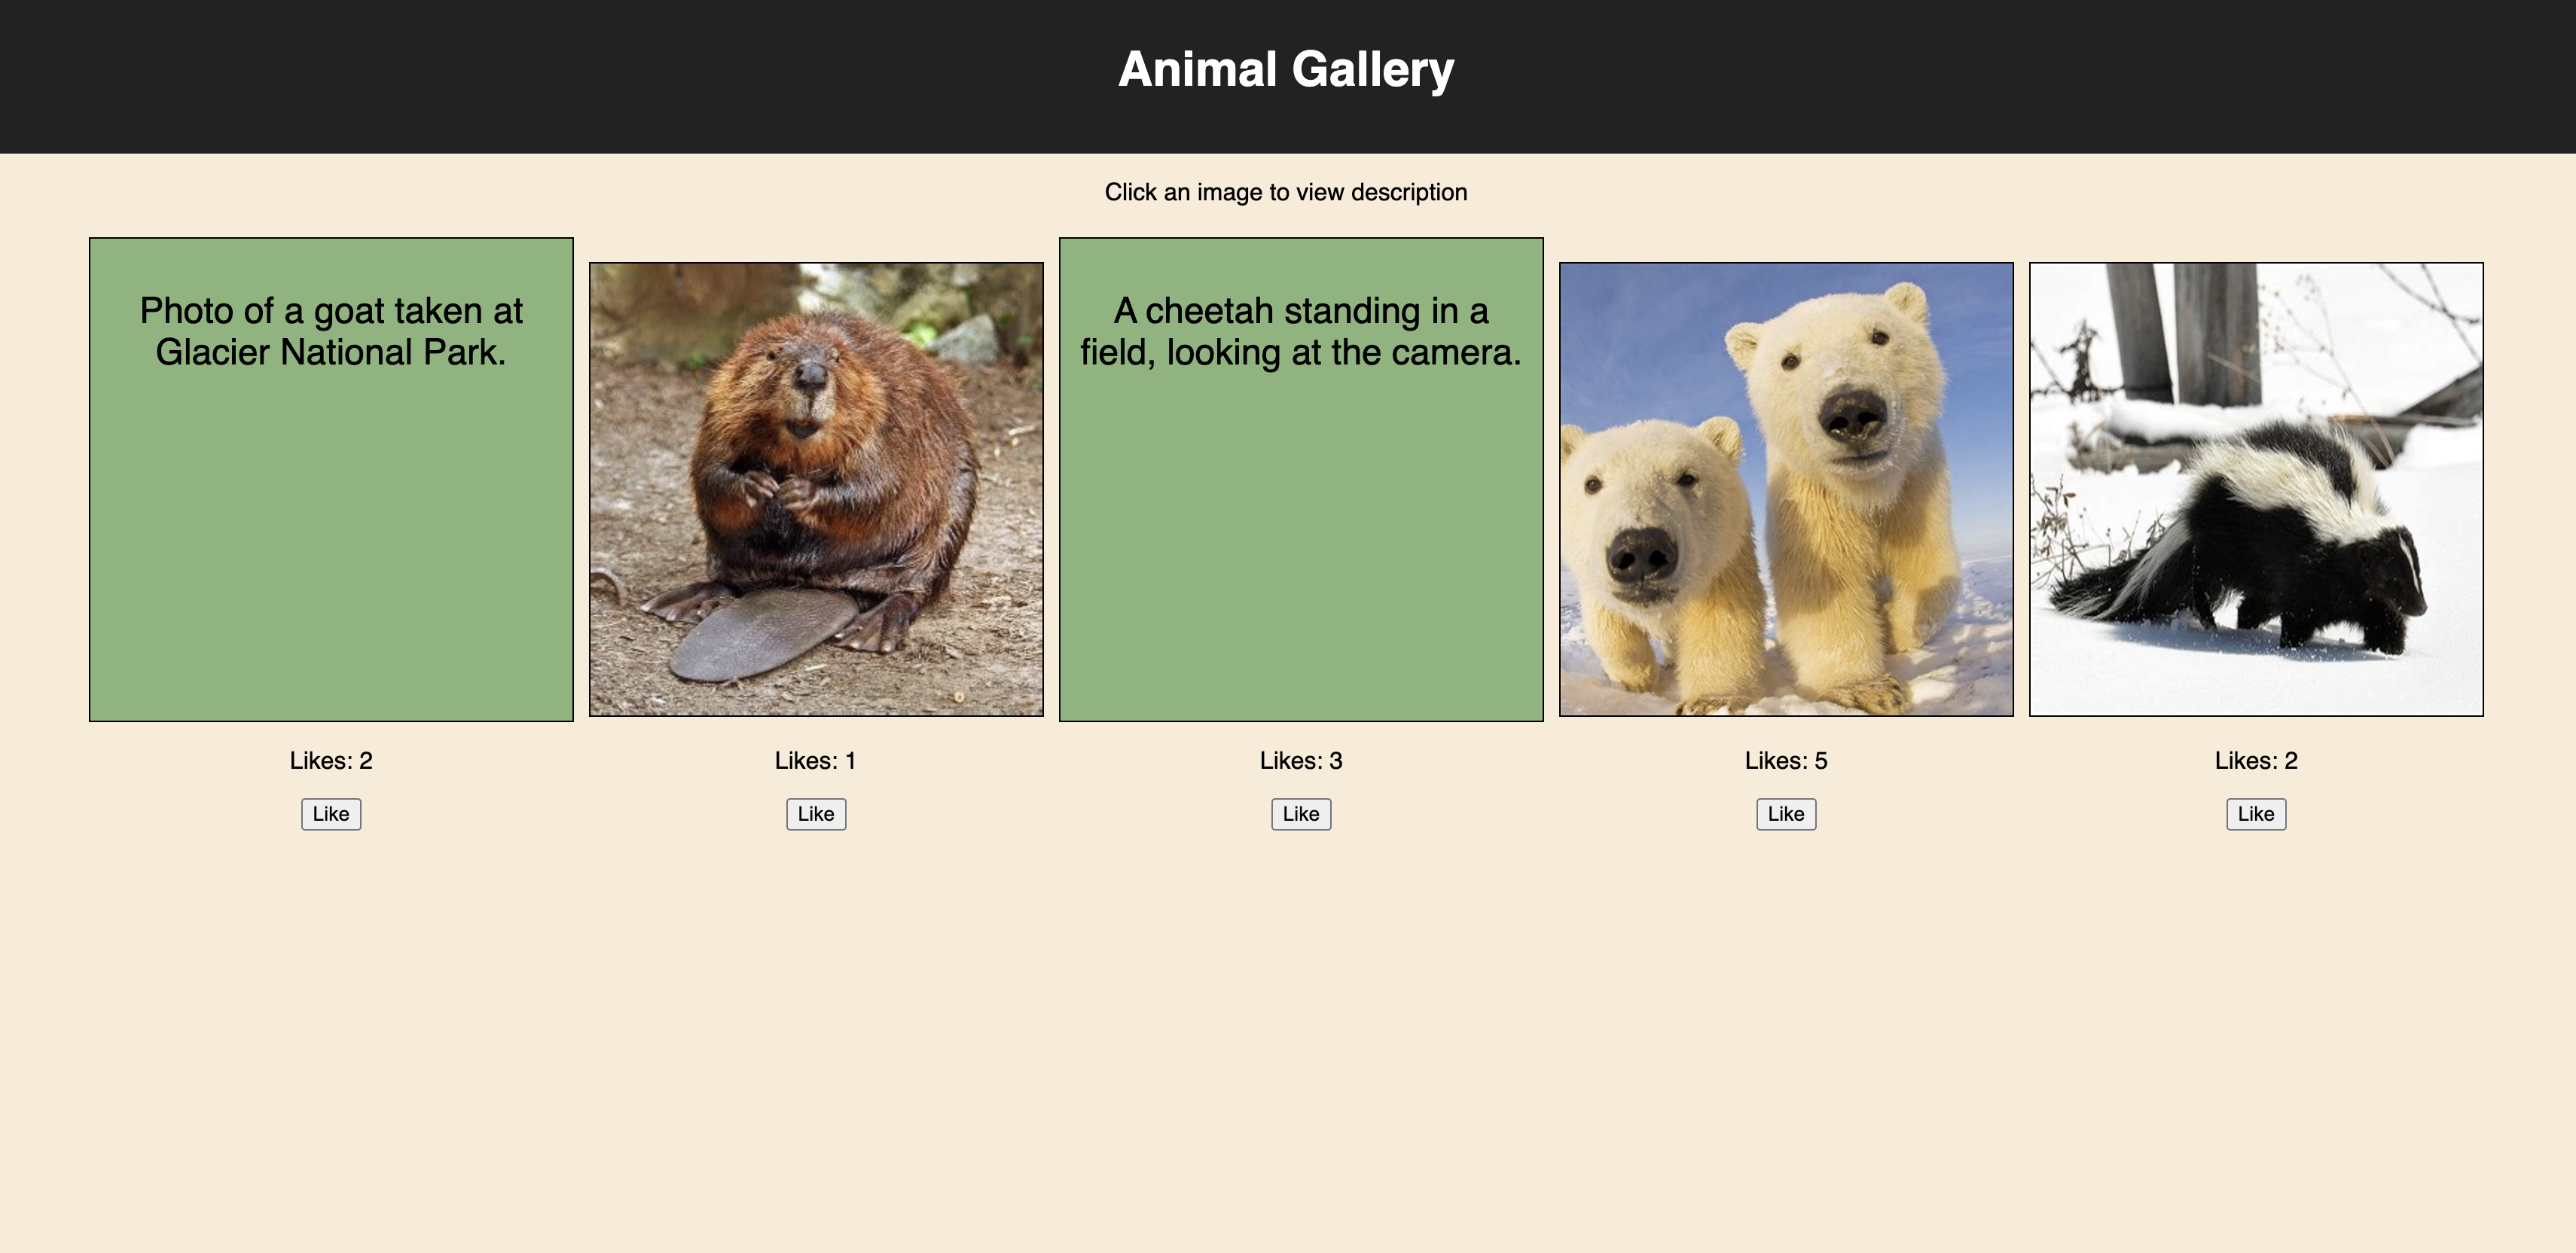 Animal Gallery
Click an image to view description
Photo of a goat taken at
Glacier National Park.
A cheetah standing in a
field, looking at the camera.
Likes: 2
Likes: 1
Likes: 3
Likes: 5
Likes: 2
Like
Like
Like
Like
Like